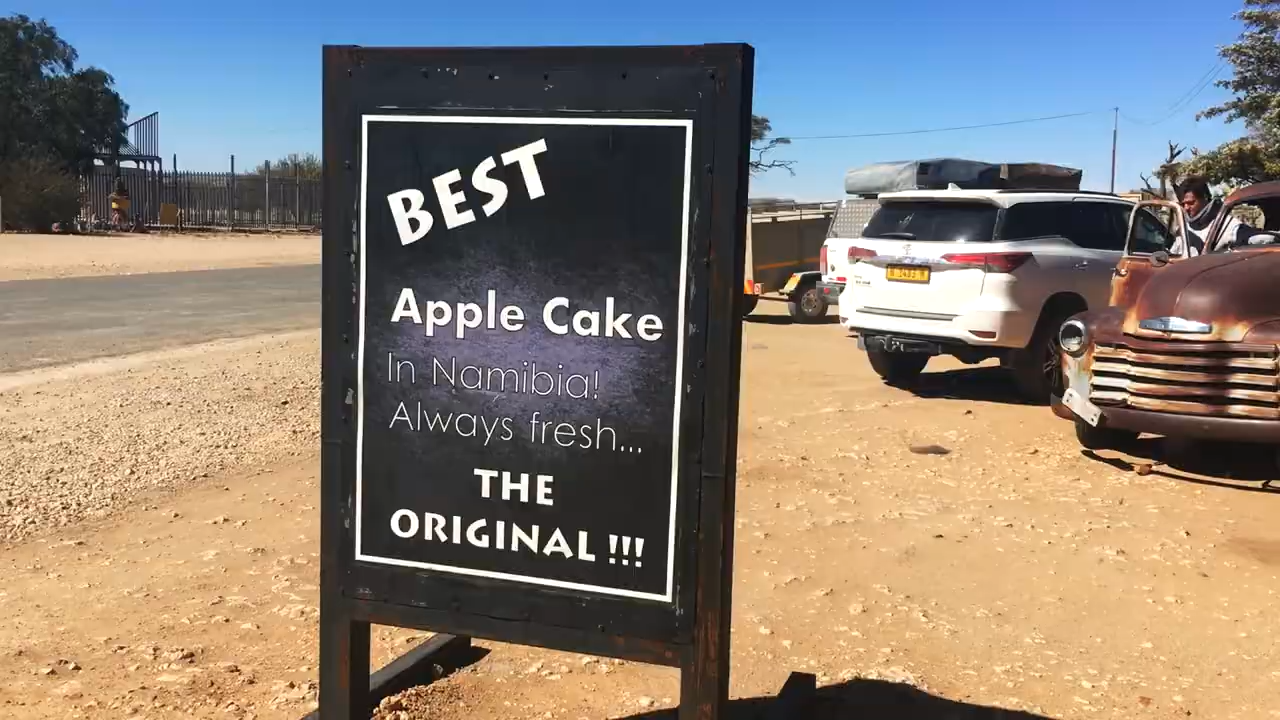 BEST
Apple Cake
In Namibia!
Always fresh...
THE
ORIGINAL !!!